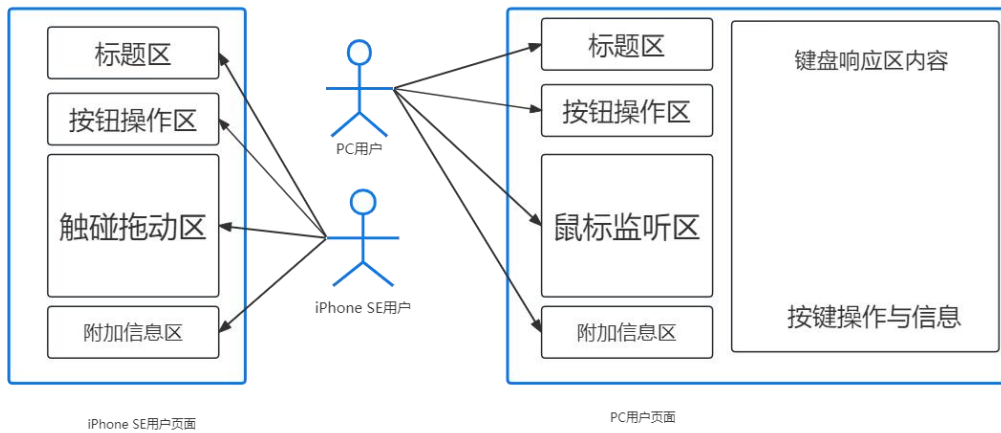 标题区
按钮操作区
触碰拖动区
附加信息区
iPhone SE用户页面
PC用户
iPhone SE用户
标题区
按钮操作区
鼠标监听区
附加信息区
键盘响应区内容
按键操作与信息
PC用户页面